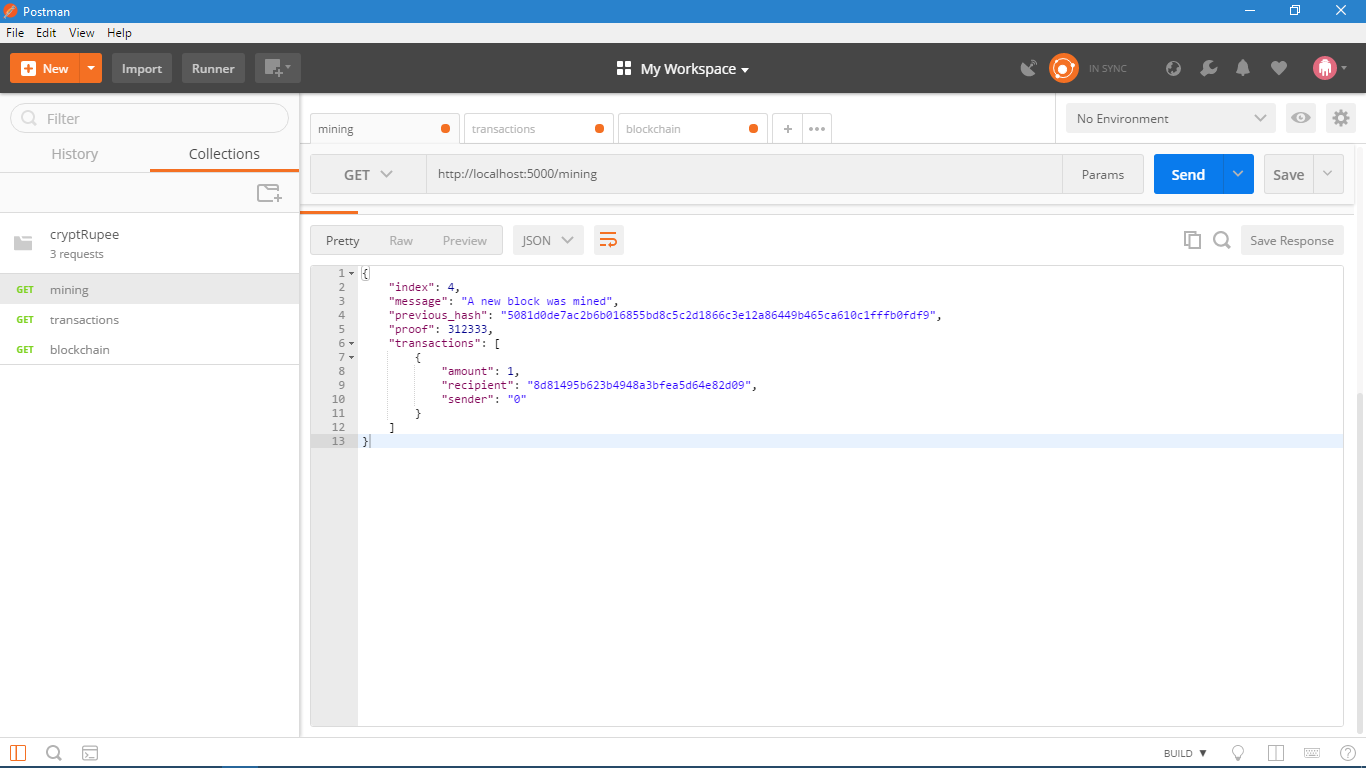 Postman
File Edit View Help
New Import Runner My Workspace IN SYNC
Filter
History Collections
cryptRupee
3 requests
GET mining
GET transactions
GET blockchain
mining transactions blockchain + ••• No Environment
GET http://localhost:5000/mining Params Send Save
Pretty Raw Preview JSON Save Response
1 {
2 "index": 4,
3 "message": "A new block was mined",
4 "previous_hash": "5081d0de7ac2b6b016855bd8c5c2d1866c3e12a86449b465ca610c1fffb0fdf9",
5 "proof": 312333,
6 "transactions": [
7 {
8 "amount": 1,
9 "recipient": "8d81495b623b4948a3bfea5d64e82d09",
10 "sender": "0"
11 }
12 ]
13 }
BUILD ▼